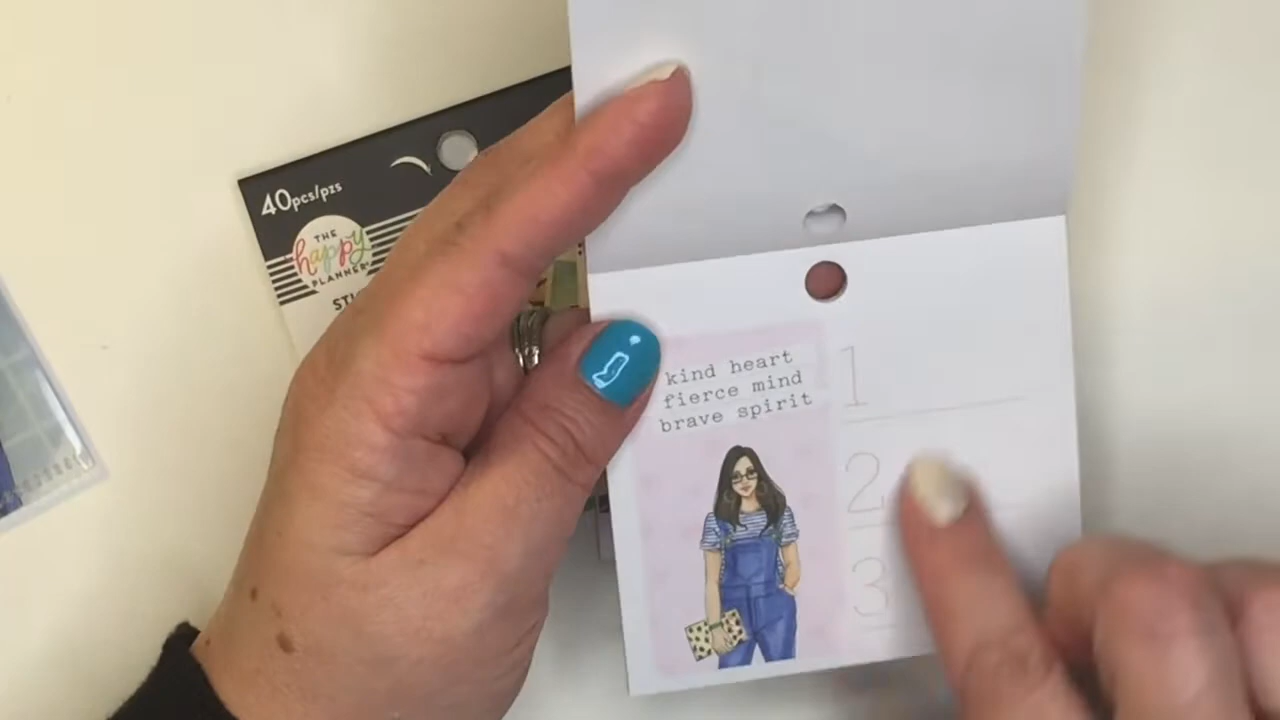 40pcs/pzs
THE
happy
PLANNER
kind heart
fierce mind
brave spirit
1
2
3